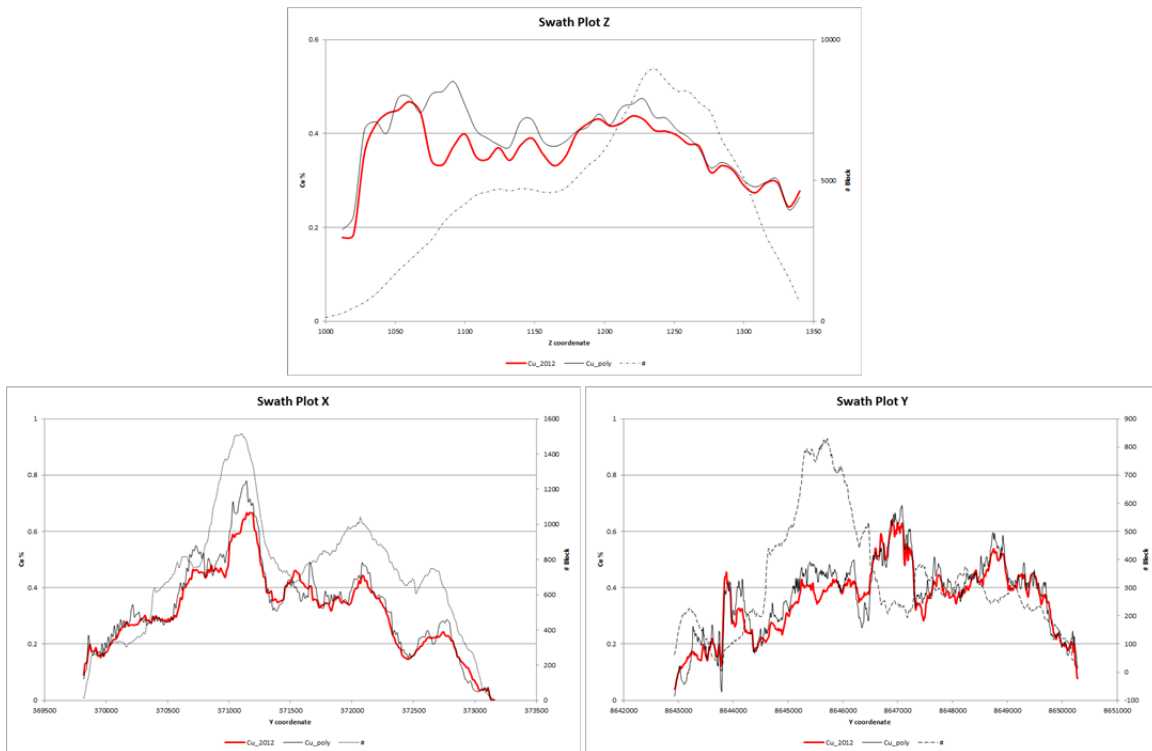 Swath Plot Z
0.6
0.4
0.2
0
Cu %
10000
5000
0
# Block
1000 1050 1100 1150 1200 1250 1300 1350
Z coordenate
Cu_2012 Cu_poly #
Swath Plot X
1
0.8
0.6
0.4
0.2
0
Cu %
1600
1400
1200
1000
800
600
400
200
0
# Block
369500 370000 370500 371000 371500 372000 372500 373000 373500
Y coordenate
Cu_2012 Cu_poly #
Swath Plot Y
1
0.8
0.6
0.4
0.2
0
Cu %
900
800
700
600
500
400
300
200
100
0
-100
# Block
8642000 8643000 8644000 8645000 8646000 8647000 8648000 8649000 8650000 8651000
Y coordenate
Cu_2012 Cu_poly #